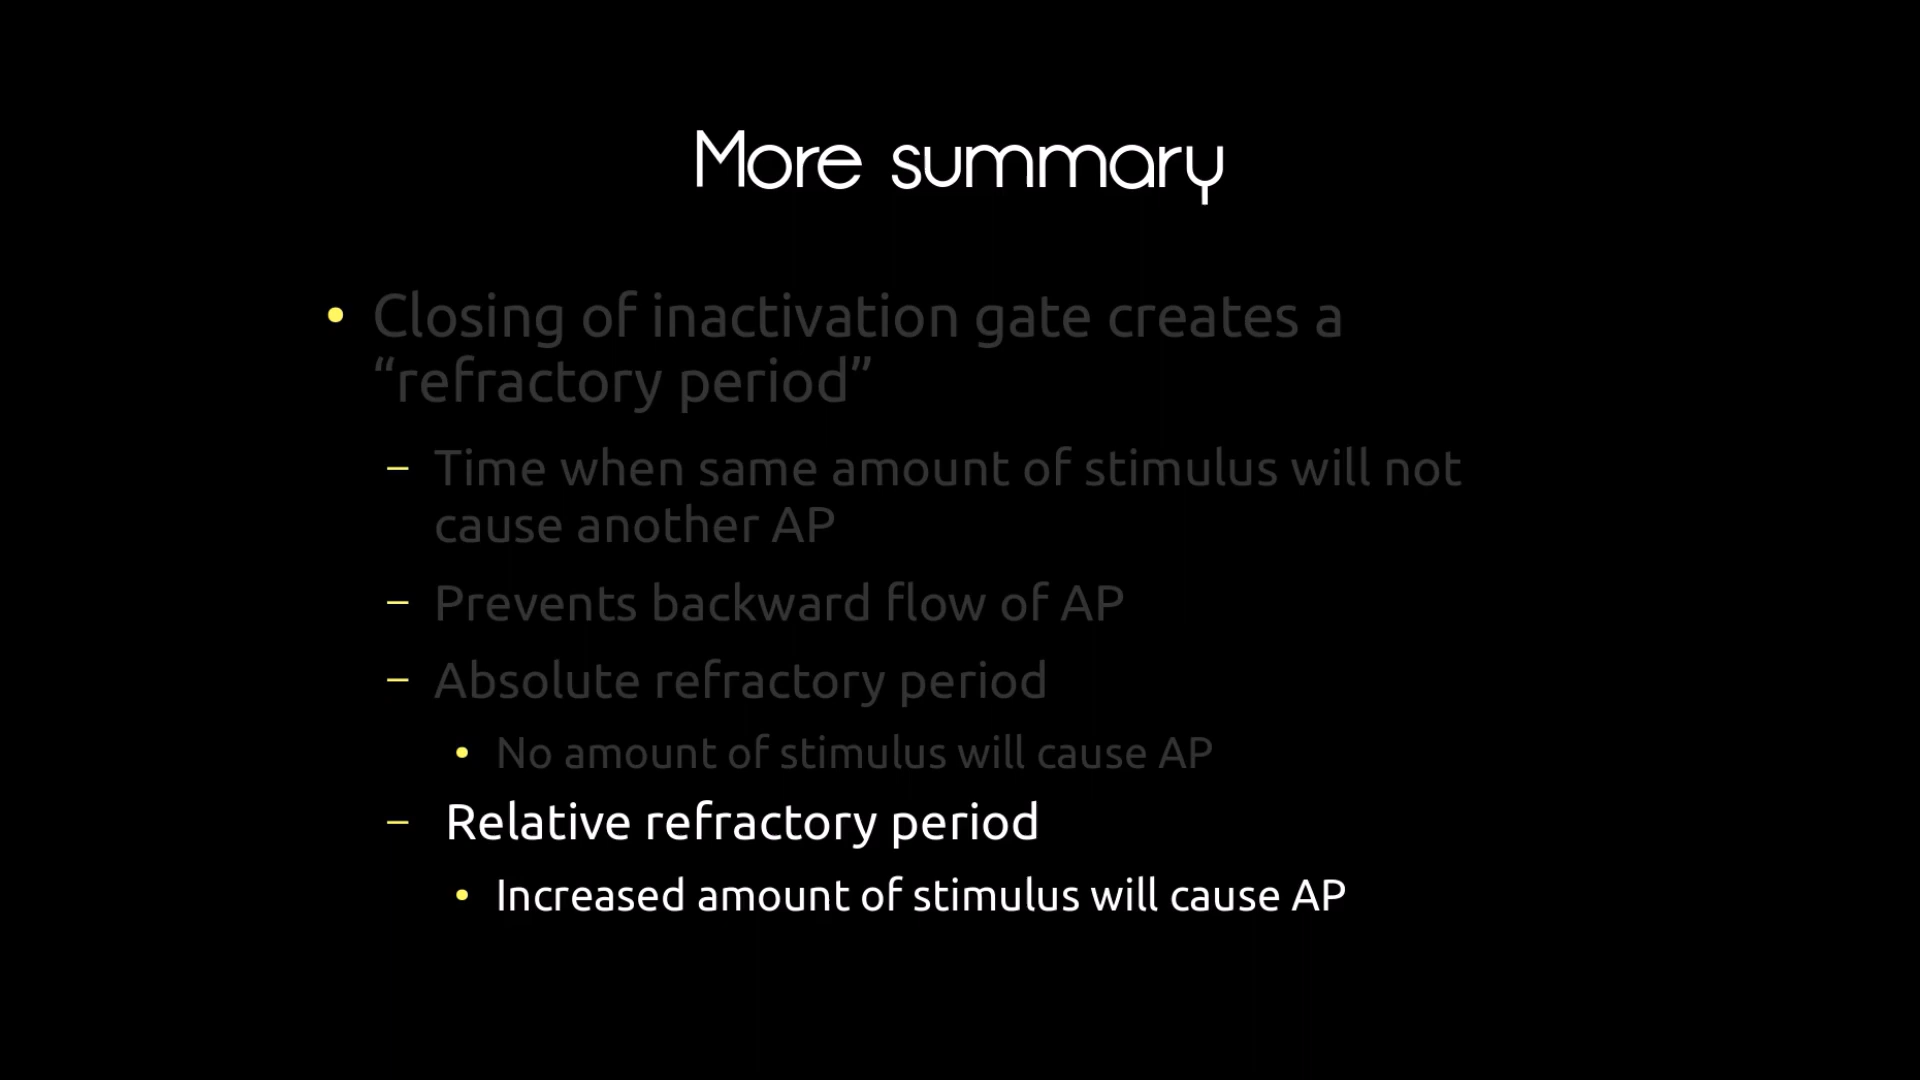 More summary
• Closing of inactivation gate creates a
“refractory period”
– Time when same amount of stimulus will not
cause another AP
– Prevents backward flow of AP
– Absolute refractory period
• No amount of stimulus will cause AP
– Relative refractory period
• Increased amount of stimulus will cause AP